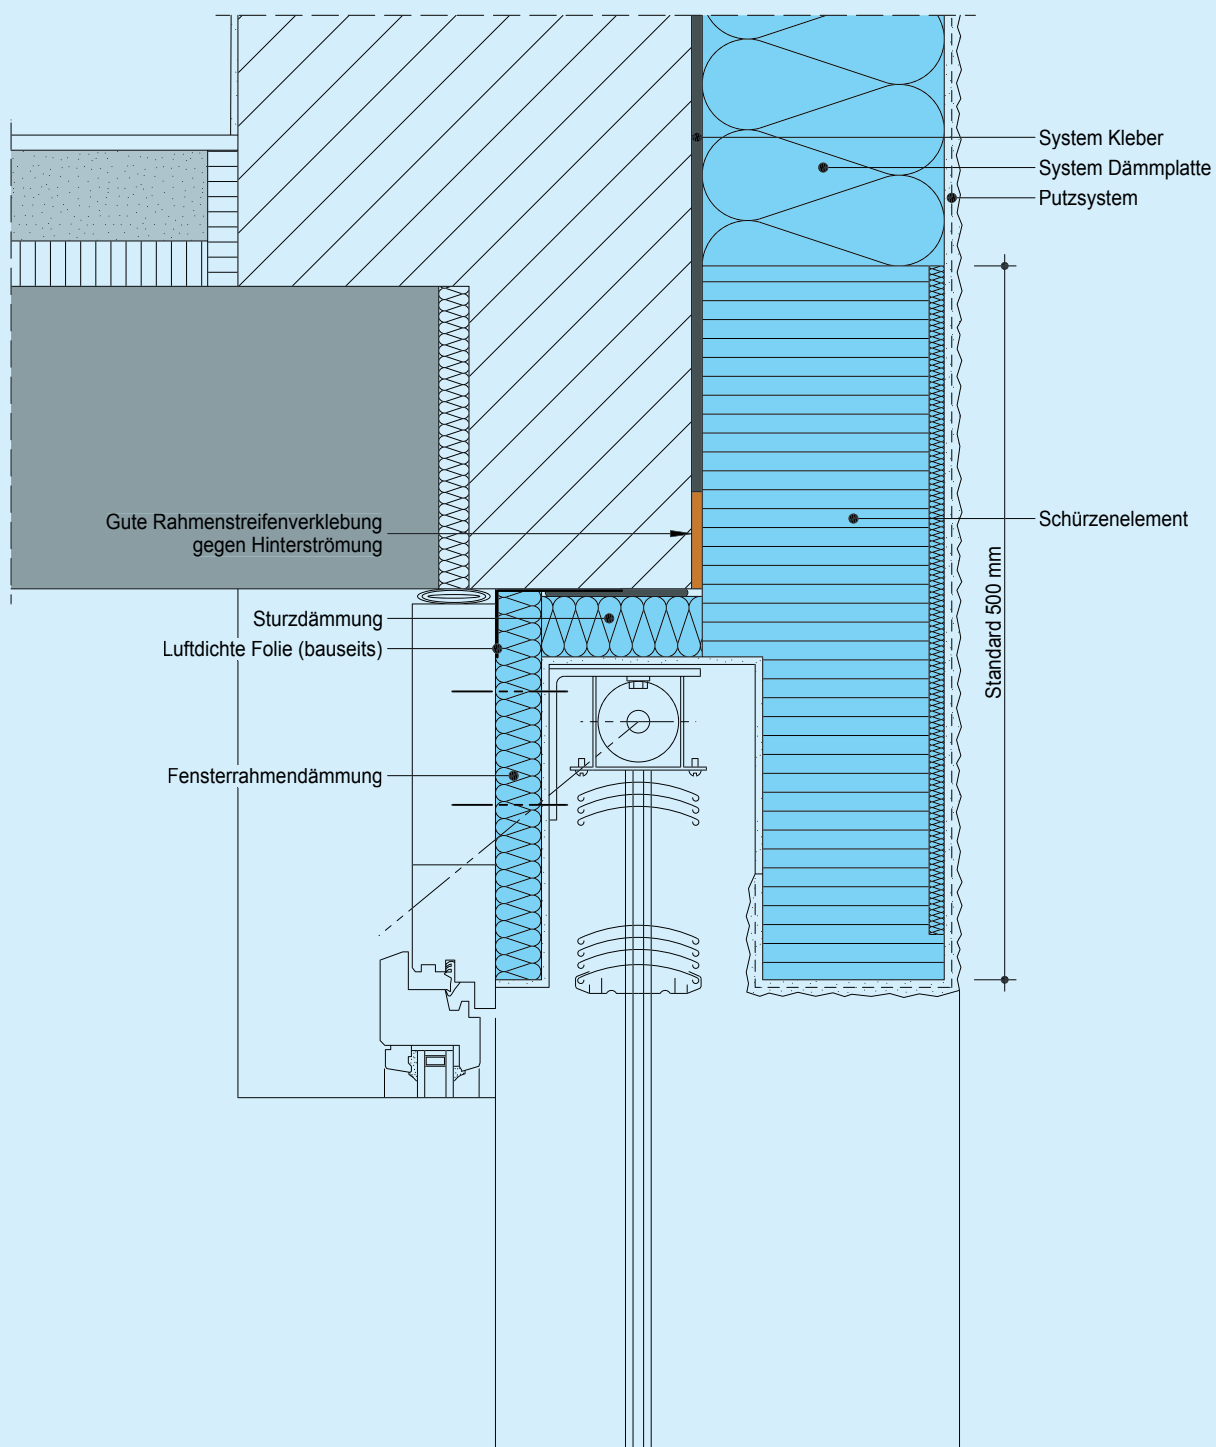 System Kleber
System Dämmplatte
Putzsystem
Gute Rahmenstreifenverklebung
gegen Hinterströmung
Schürzenelement
Standard 500 mm
Sturzdämmung
Luftdichte Folie (bauseits)
Fensterrahmendämmung